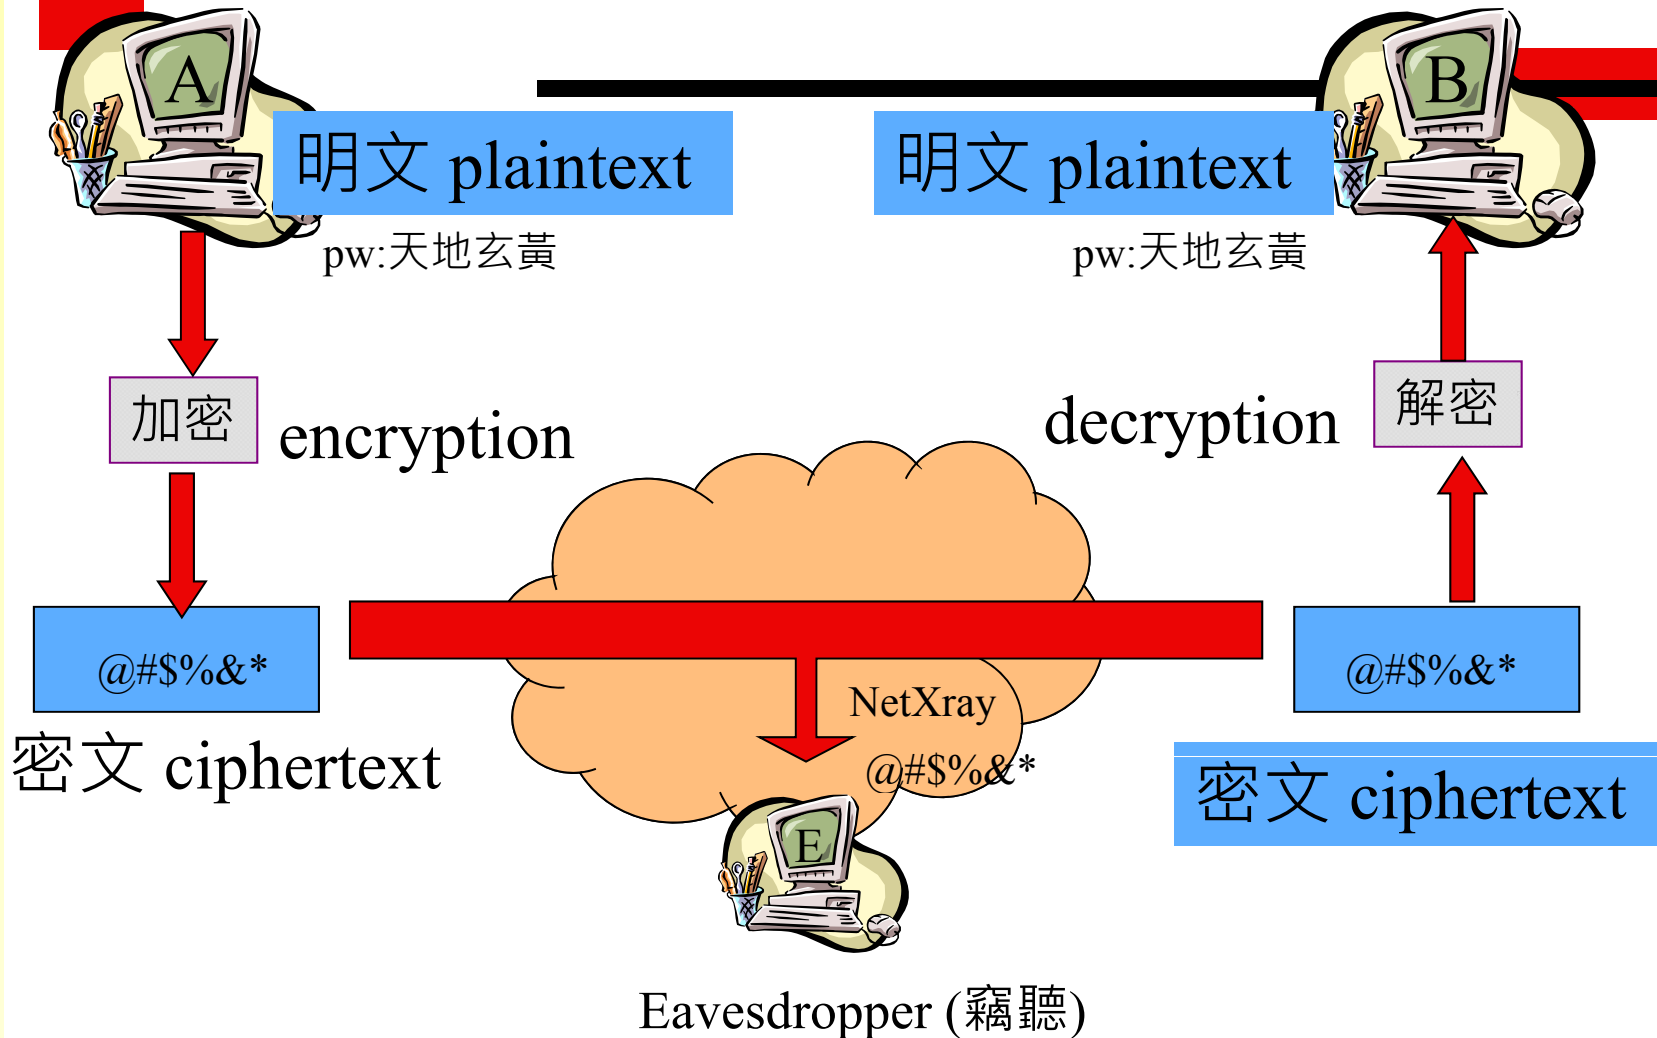 A
B
明文 plaintext
明文 plaintext
pw:天地玄黃
pw:天地玄黃
加密
encryption
decryption
解密
@#$%&*
@#$%&*
NetXray
@#$%&*
密文 ciphertext
密文 ciphertext
E
Eavesdropper (竊聽)